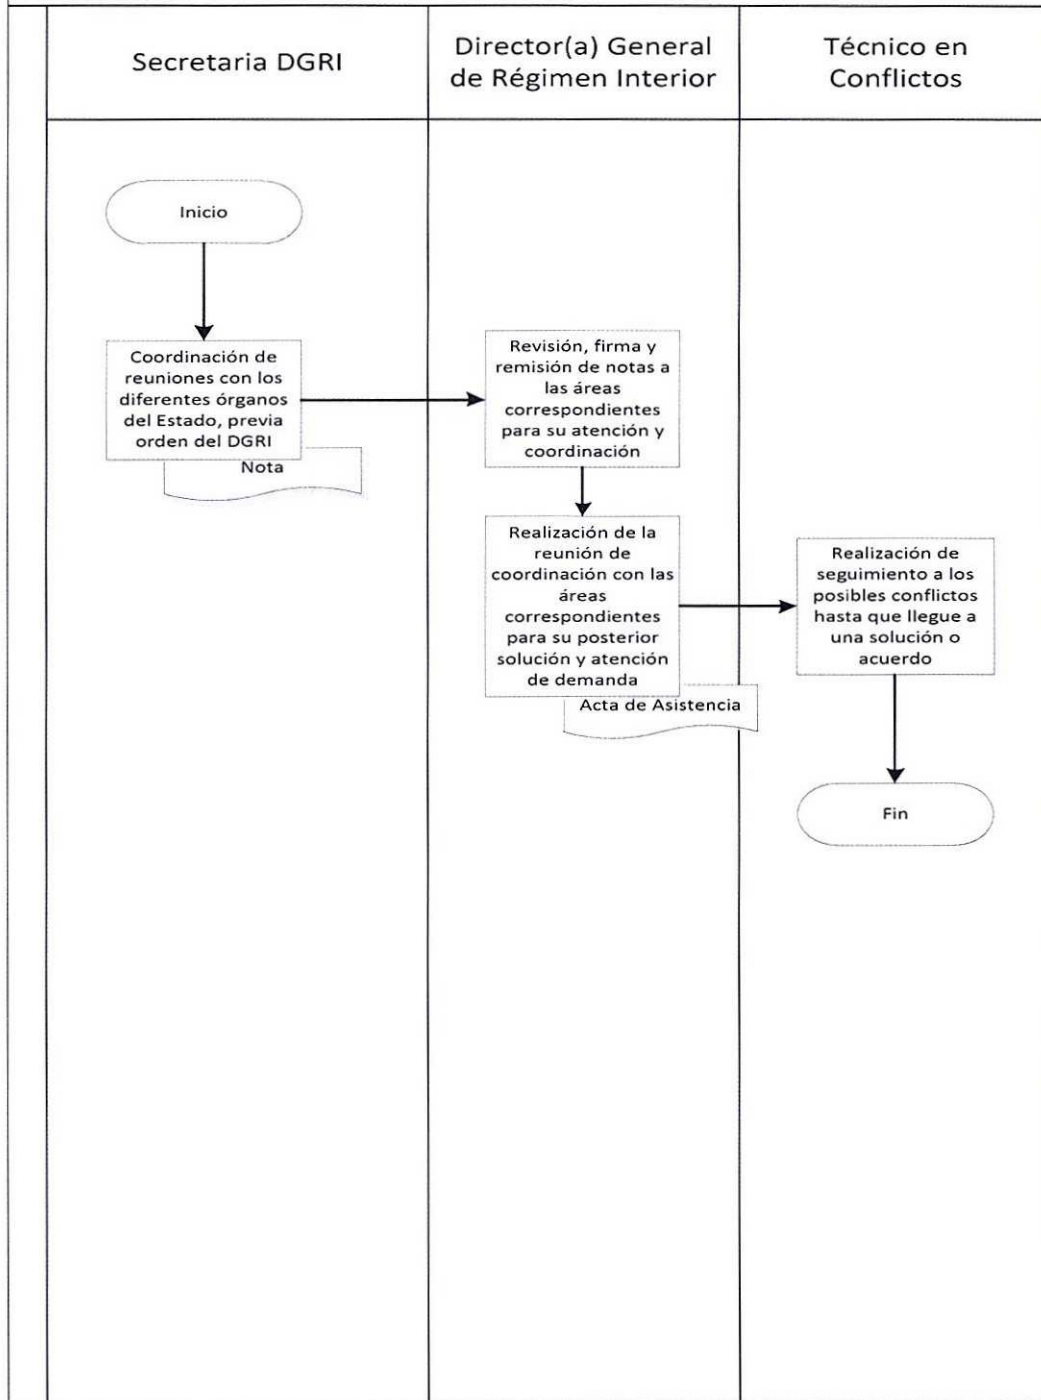 Secretaria DGRI
Director(a) General
de Régimen Interior
Técnico en
Conflictos
Inicio
Coordinación de
reuniones con los
diferentes órganos
del Estado, previa
orden del DGRI
Nota
Revisión, firma y
remisión de notas a
las áreas
correspondientes
para su atención y
coordinación
Realización de la
reunión de
coordinación con las
áreas
correspondientes
para su posterior
solución y atención
de demanda
Acta de Asistencia
Realización de
seguimiento a los
posibles conflictos
hasta que llegue a
una solución o
acuerdo
Fin